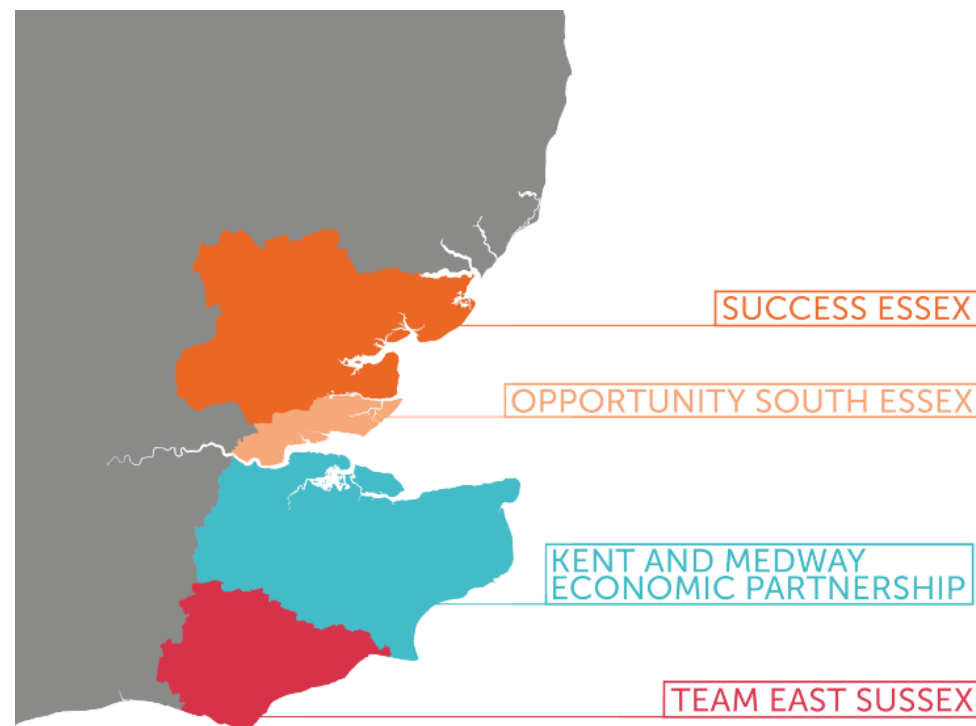 SUCCESS ESSEX
OPPORTUNITY SOUTH ESSEX
KENT AND MEDWAY
ECONOMIC PARTNERSHIP
TEAM EAST SUSSEX